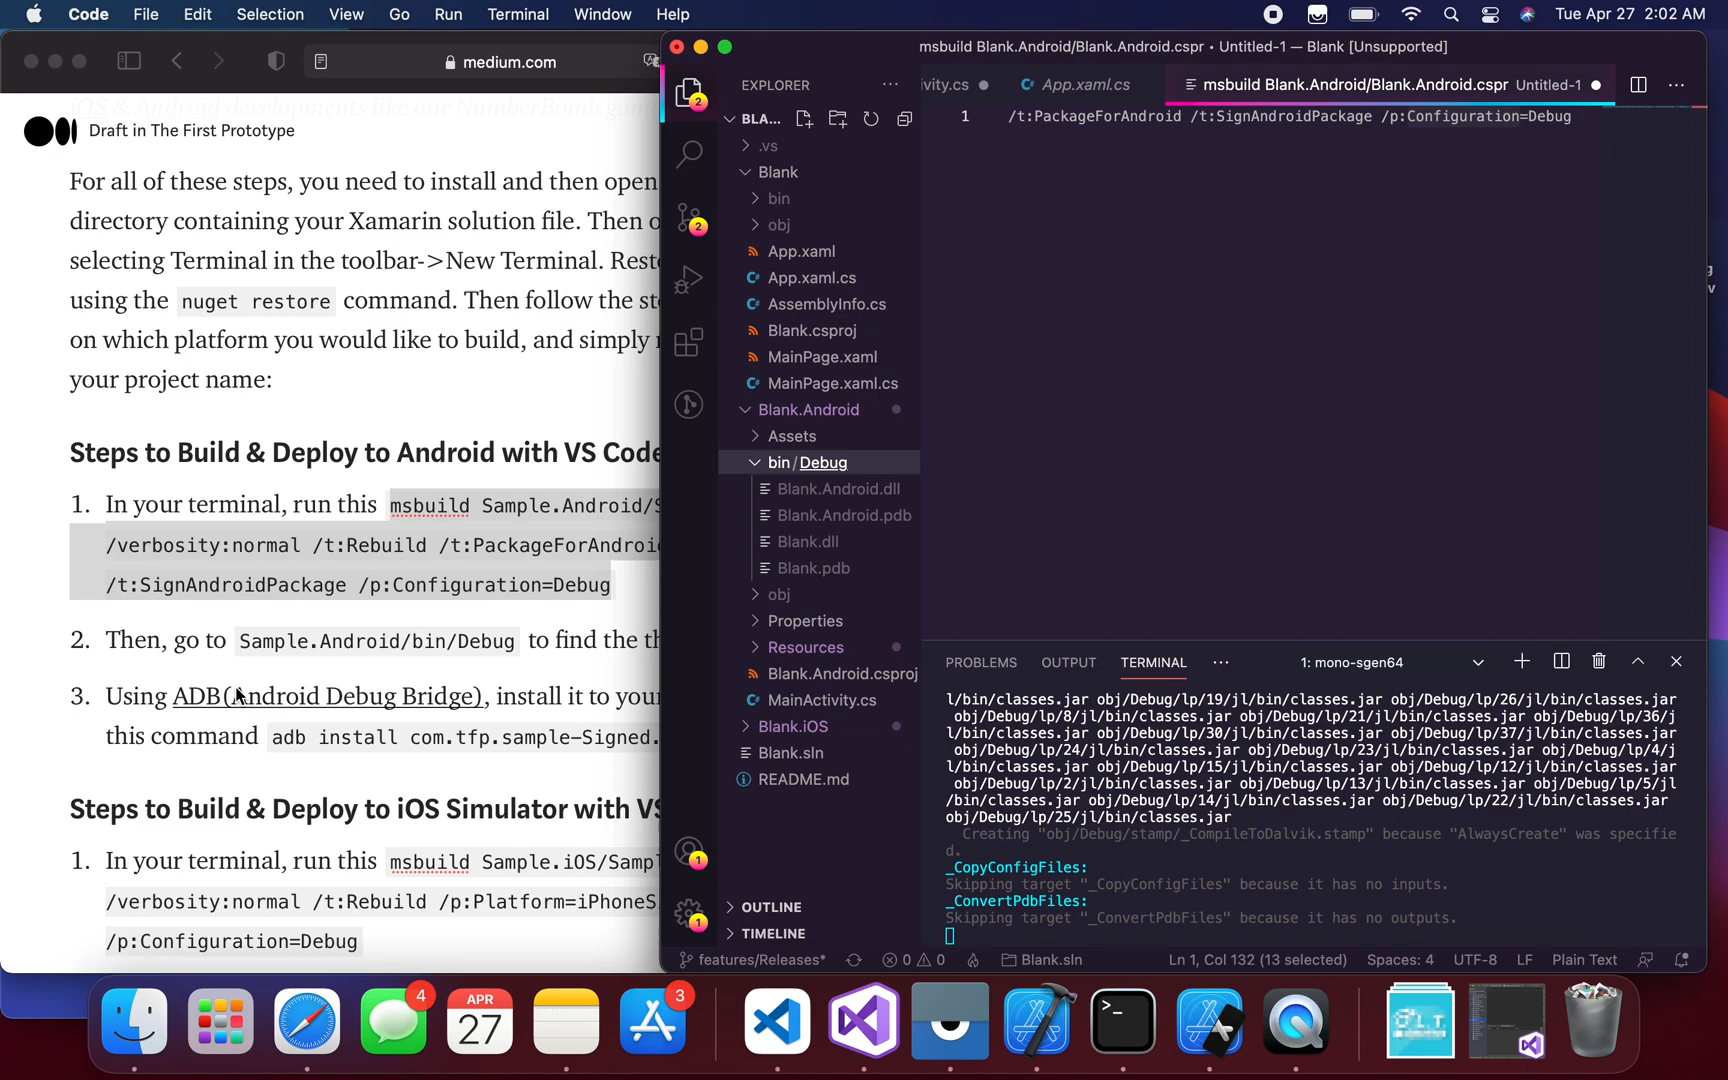 Code File Edit Selection View Go Run Terminal Window Help Tue Apr 27 2:02 AM
medium.com
iOS & Android developments like our NumberBomb gam
Draft in The First Prototype
For all of these steps, you need to install and then open
directory containing your Xamarin solution file. Then o
selecting Terminal in the toolbar->New Terminal. Rest
using the nuget restore command. Then follow the st
on which platform you would like to build, and simply
your project name:
Steps to Build & Deploy to Android with VS Code
1. In your terminal, run this msbuild Sample.Android/S
/verbosity:normal /t:Rebuild /t:PackageForAndroi
/t:SignAndroidPackage /p:Configuration=Debug
2. Then, go to Sample.Android/bin/Debug to find the th
3. Using ADB(Android Debug Bridge), install it to you
this command adb install com.tfp.sample-Signed.
Steps to Build & Deploy to iOS Simulator with VS
1. In your terminal, run this msbuild Sample.iOS/Samp
/verbosity:normal /t:Rebuild /p:Platform=iPhoneS
/p:Configuration=Debug
msbuild Blank.Android/Blank.Android.cspr • Untitled-1 — Blank [Unsupported]
EXPLORER
ivity.cs App.xaml.cs msbuild Blank.Android/Blank.Android.cspr Untitled-1
2
2
1
1
BLA...
.vs
Blank
bin
obj
App.xaml
App.xaml.cs
AssemblyInfo.cs
Blank.csproj
MainPage.xaml
MainPage.xaml.cs
Blank.Android
Assets
bin/Debug
Blank.Android.dll
Blank.Android.pdb
Blank.dll
Blank.pdb
obj
Properties
Resources
Blank.Android.csproj
MainActivity.cs
Blank.iOS
Blank.sln
README.md
OUTLINE
TIMELINE
1 /t:PackageForAndroid /t:SignAndroidPackage /p:Configuration=Debug
PROBLEMS OUTPUT TERMINAL 1: mono-sgen64
l/bin/classes.jar obj/Debug/lp/19/jl/bin/classes.jar obj/Debug/lp/26/jl/bin/classes.jar
obj/Debug/lp/8/jl/bin/classes.jar obj/Debug/lp/21/jl/bin/classes.jar obj/Debug/lp/36/j
l/bin/classes.jar obj/Debug/lp/30/jl/bin/classes.jar obj/Debug/lp/37/jl/bin/classes.jar
obj/Debug/lp/24/jl/bin/classes.jar obj/Debug/lp/23/jl/bin/classes.jar obj/Debug/lp/4/j
l/bin/classes.jar obj/Debug/lp/15/jl/bin/classes.jar obj/Debug/lp/12/jl/bin/classes.jar
obj/Debug/lp/2/jl/bin/classes.jar obj/Debug/lp/13/jl/bin/classes.jar obj/Debug/lp/5/jl
/bin/classes.jar obj/Debug/lp/14/jl/bin/classes.jar obj/Debug/lp/22/jl/bin/classes.jar
obj/Debug/lp/25/jl/bin/classes.jar
Creating "obj/Debug/stamp/_CompileToDalvik.stamp" because "AlwaysCreate" was specifie
d.
_CopyConfigFiles:
Skipping target "_CopyConfigFiles" because it has no inputs.
_ConvertPdbFiles:
Skipping target "_ConvertPdbFiles" because it has no outputs.
features/Releases* 0 0 Blank.sln Ln 1, Col 132 (13 selected) Spaces: 4 UTF-8 LF Plain Text
4
APR
27
3